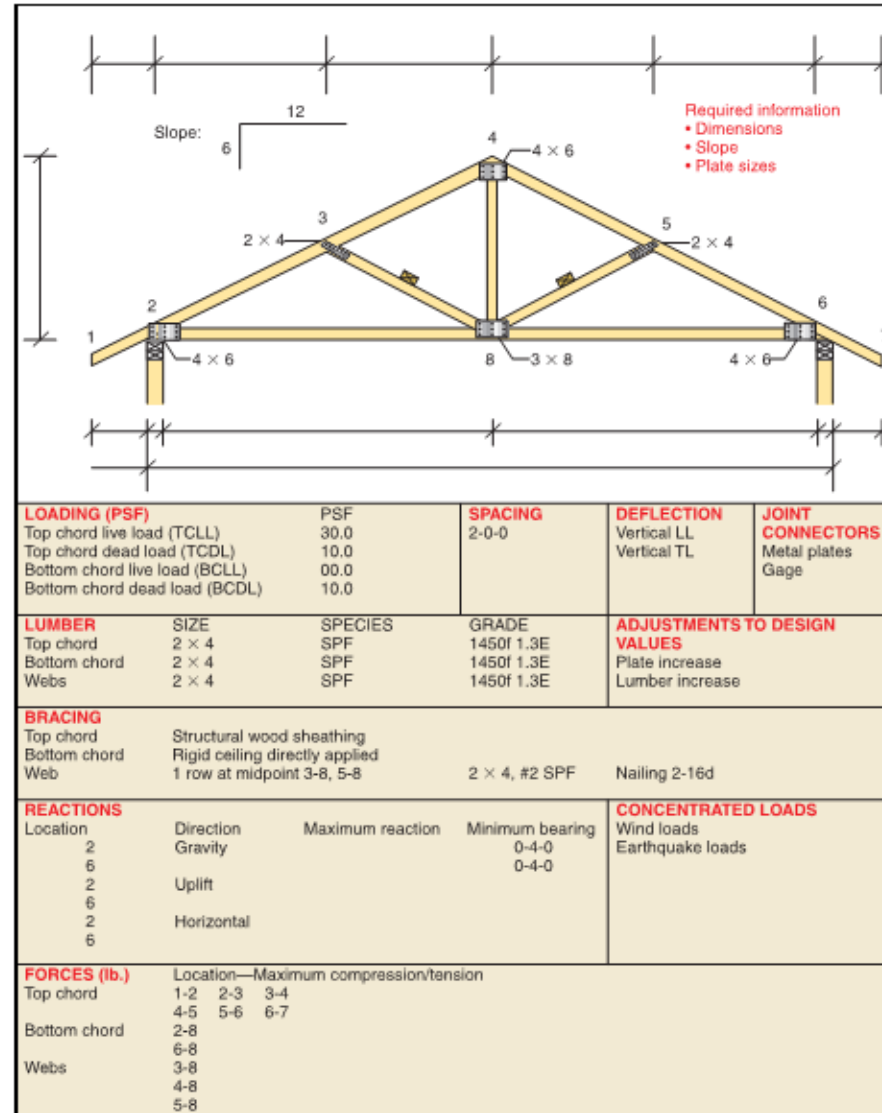 12
Slope:
6
Required information
• Dimensions
• Slope
• Plate sizes
4
4 × 6
3
2 × 4
5
2 × 4
2
6
1
4 × 6
8
3 × 8
4 × 6
LOADING (PSF) PSF
Top chord live load (TCLL) 30.0
Top chord dead load (TCDL) 10.0
Bottom chord live load (BCLL) 00.0
Bottom chord dead load (BCDL) 10.0
SPACING
2-0-0
DEFLECTION
Vertical LL
Vertical TL
JOINT
CONNECTORS
Metal plates
Gage
LUMBER SIZE SPECIES GRADE
Top chord 2 × 4 SPF 1450f 1.3E
Bottom chord 2 × 4 SPF 1450f 1.3E
Webs 2 × 4 SPF 1450f 1.3E
ADJUSTMENTS TO DESIGN
VALUES
Plate increase
Lumber increase
BRACING
Top chord Structural wood sheathing
Bottom chord Rigid ceiling directly applied
Web 1 row at midpoint 3-8, 5-8 2 × 4, #2 SPF Nailing 2-16d
REACTIONS
Location Direction Maximum reaction Minimum bearing
2 Gravity 0-4-0
6 0-4-0
2 Uplift
6
2 Horizontal
6
CONCENTRATED LOADS
Wind loads
Earthquake loads
FORCES (lb.) Location—Maximum compression/tension
Top chord 1-2 2-3 3-4
4-5 5-6 6-7
Bottom chord 2-8
6-8
Webs 3-8
4-8
5-8